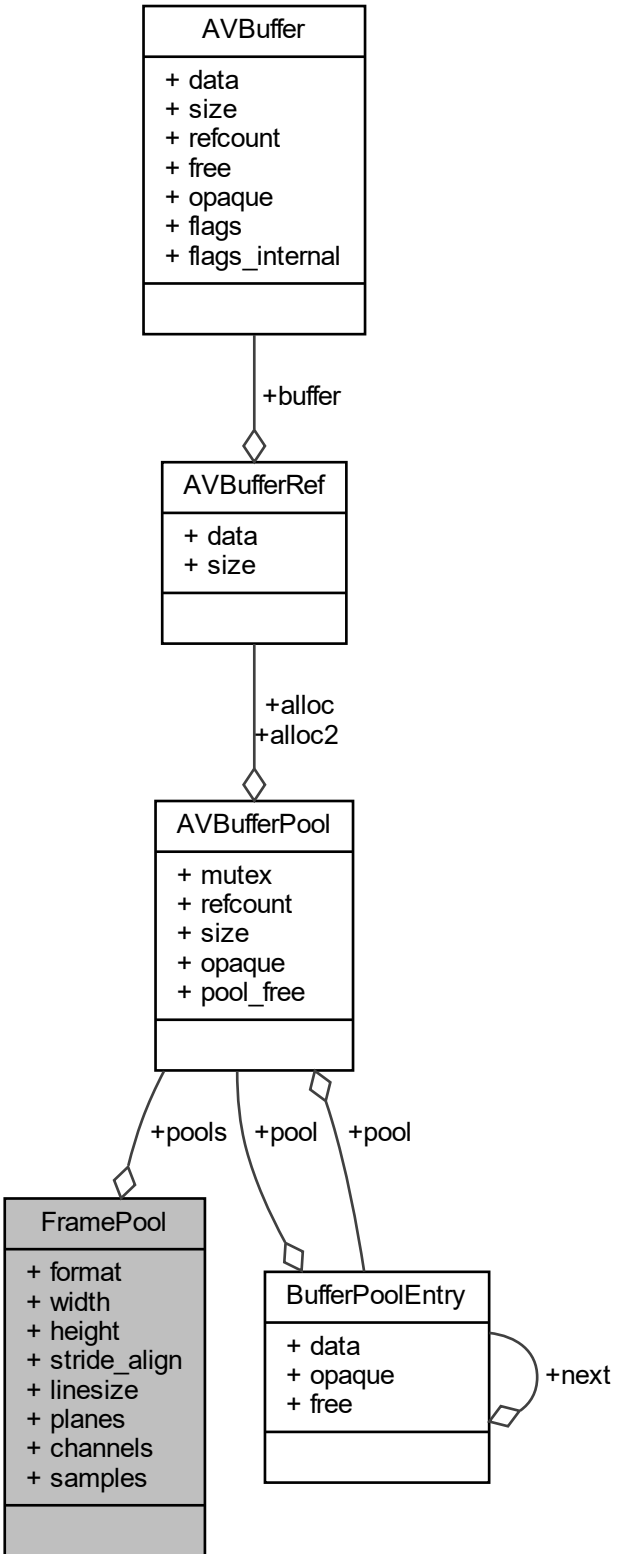 AVBuffer
+ data
+ size
+ refcount
+ free
+ opaque
+ flags
+ flags_internal
+buffer
AVBufferRef
+ data
+ size
+alloc
+alloc2
AVBufferPool
+ mutex
+ refcount
+ size
+ opaque
+ pool_free
+pools
+pool
+pool
FramePool
+ format
+ width
+ height
+ stride_align
+ linesize
+ planes
+ channels
+ samples
BufferPoolEntry
+ data
+ opaque
+ free
+next